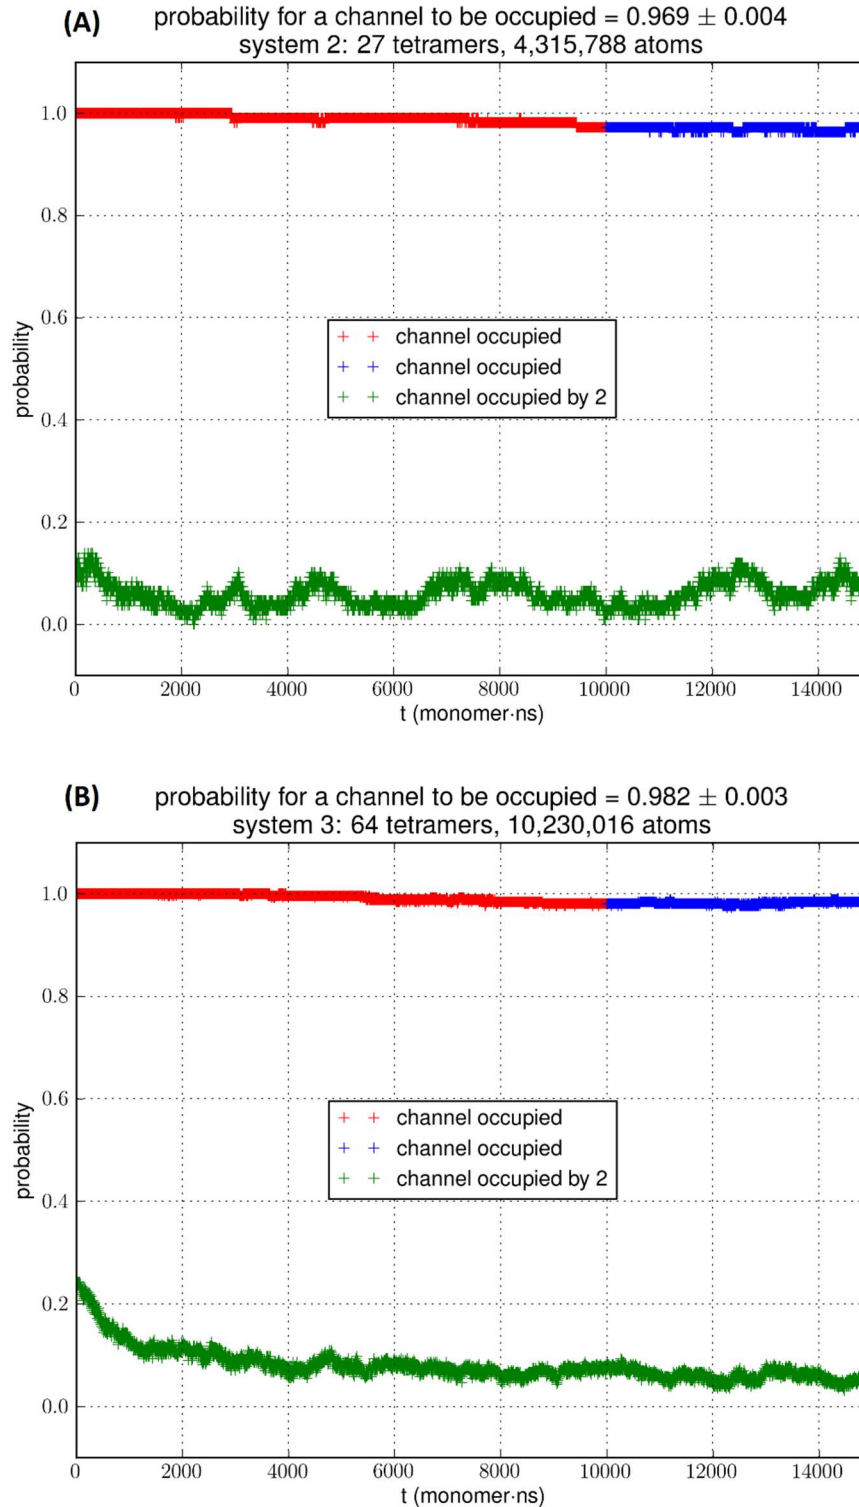 (A)
probability for a channel to be occupied = 0.969 ± 0.004
system 2: 27 tetramers, 4,315,788 atoms
1.0
0.8
0.6
0.4
0.2
0.0
probability
channel occupied
channel occupied
channel occupied by 2
0 2000 4000 6000 8000 10000 12000 14000
t (monomer·ns)
(B)
probability for a channel to be occupied = 0.982 ± 0.003
system 3: 64 tetramers, 10,230,016 atoms
1.0
0.8
0.6
0.4
0.2
0.0
probability
channel occupied
channel occupied
channel occupied by 2
0 2000 4000 6000 8000 10000 12000 14000
t (monomer·ns)